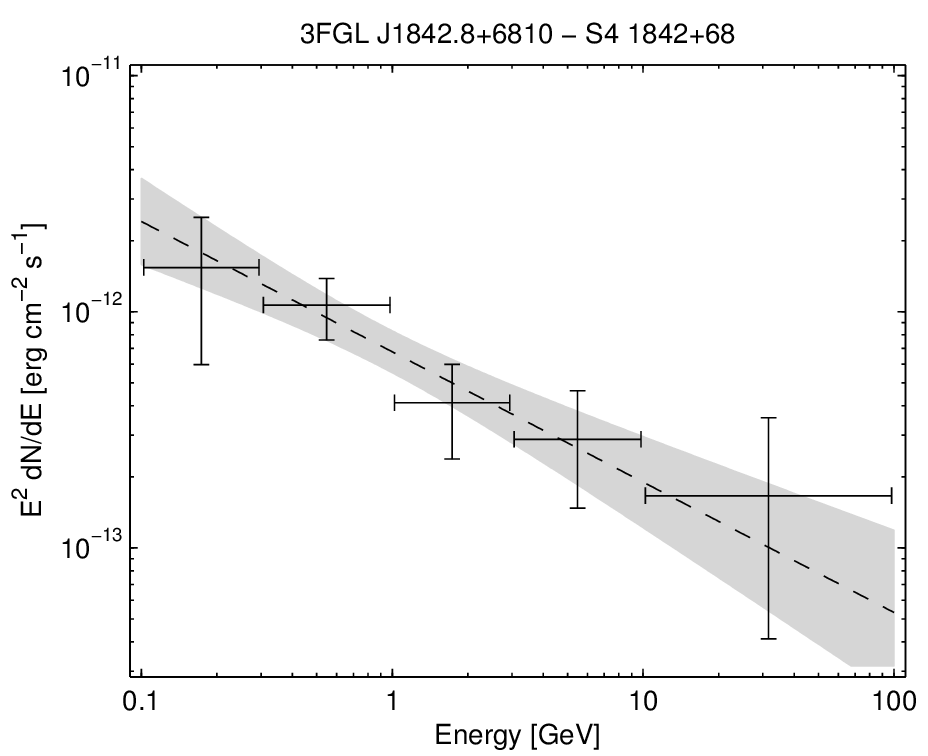 3FGL J1842.8+6810 − S4 1842+68
10⁻¹¹
10⁻¹²
10⁻¹³
E² dN/dE [erg cm⁻² s⁻¹]
0.1 1 10 100
Energy [GeV]